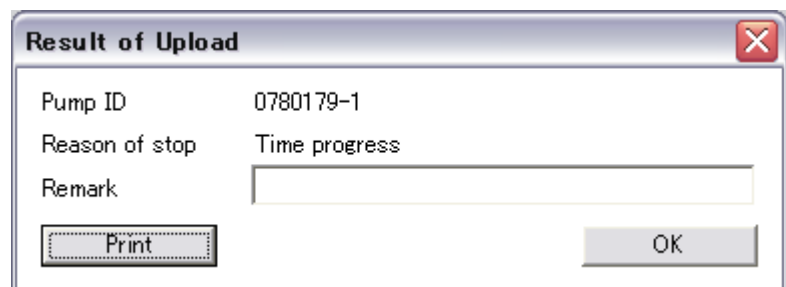 Result of Upload
Pump ID 0780179-1
Reason of stop Time progress
Remark
Print OK